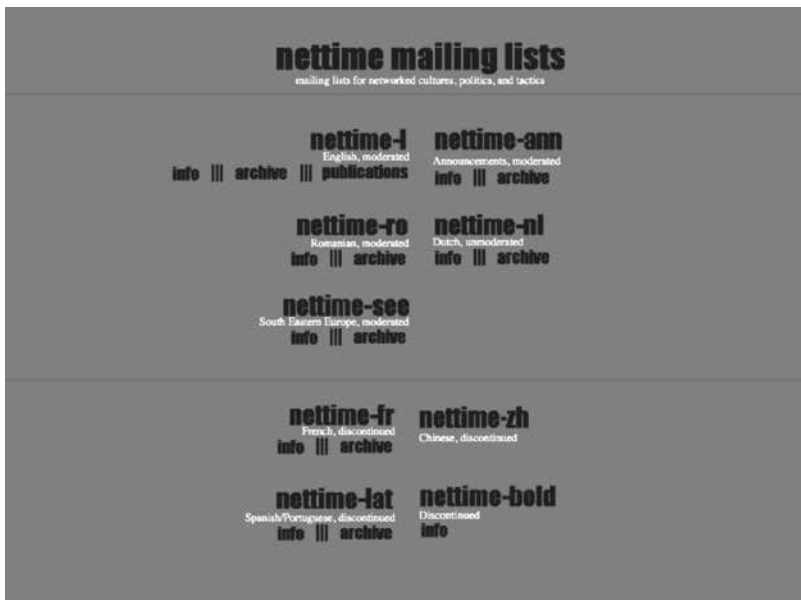 nettime mailing lists
mailing lists for networked cultures, politics, and tactics
nettime-l
English, moderated
info ||| archive ||| publications
nettime-ann
Announcements, moderated
info ||| archive
nettime-ro
Romanian, moderated
info ||| archive
nettime-nl
Dutch, unmoderated
info ||| archive
nettime-see
South Eastern Europe, moderated
info ||| archive
nettime-fr
French, discontinued
info ||| archive
nettime-zh
Chinese, discontinued
nettime-lat
Spanish/Portuguese, discontinued
info ||| archive
nettime-bold
Discontinued
info